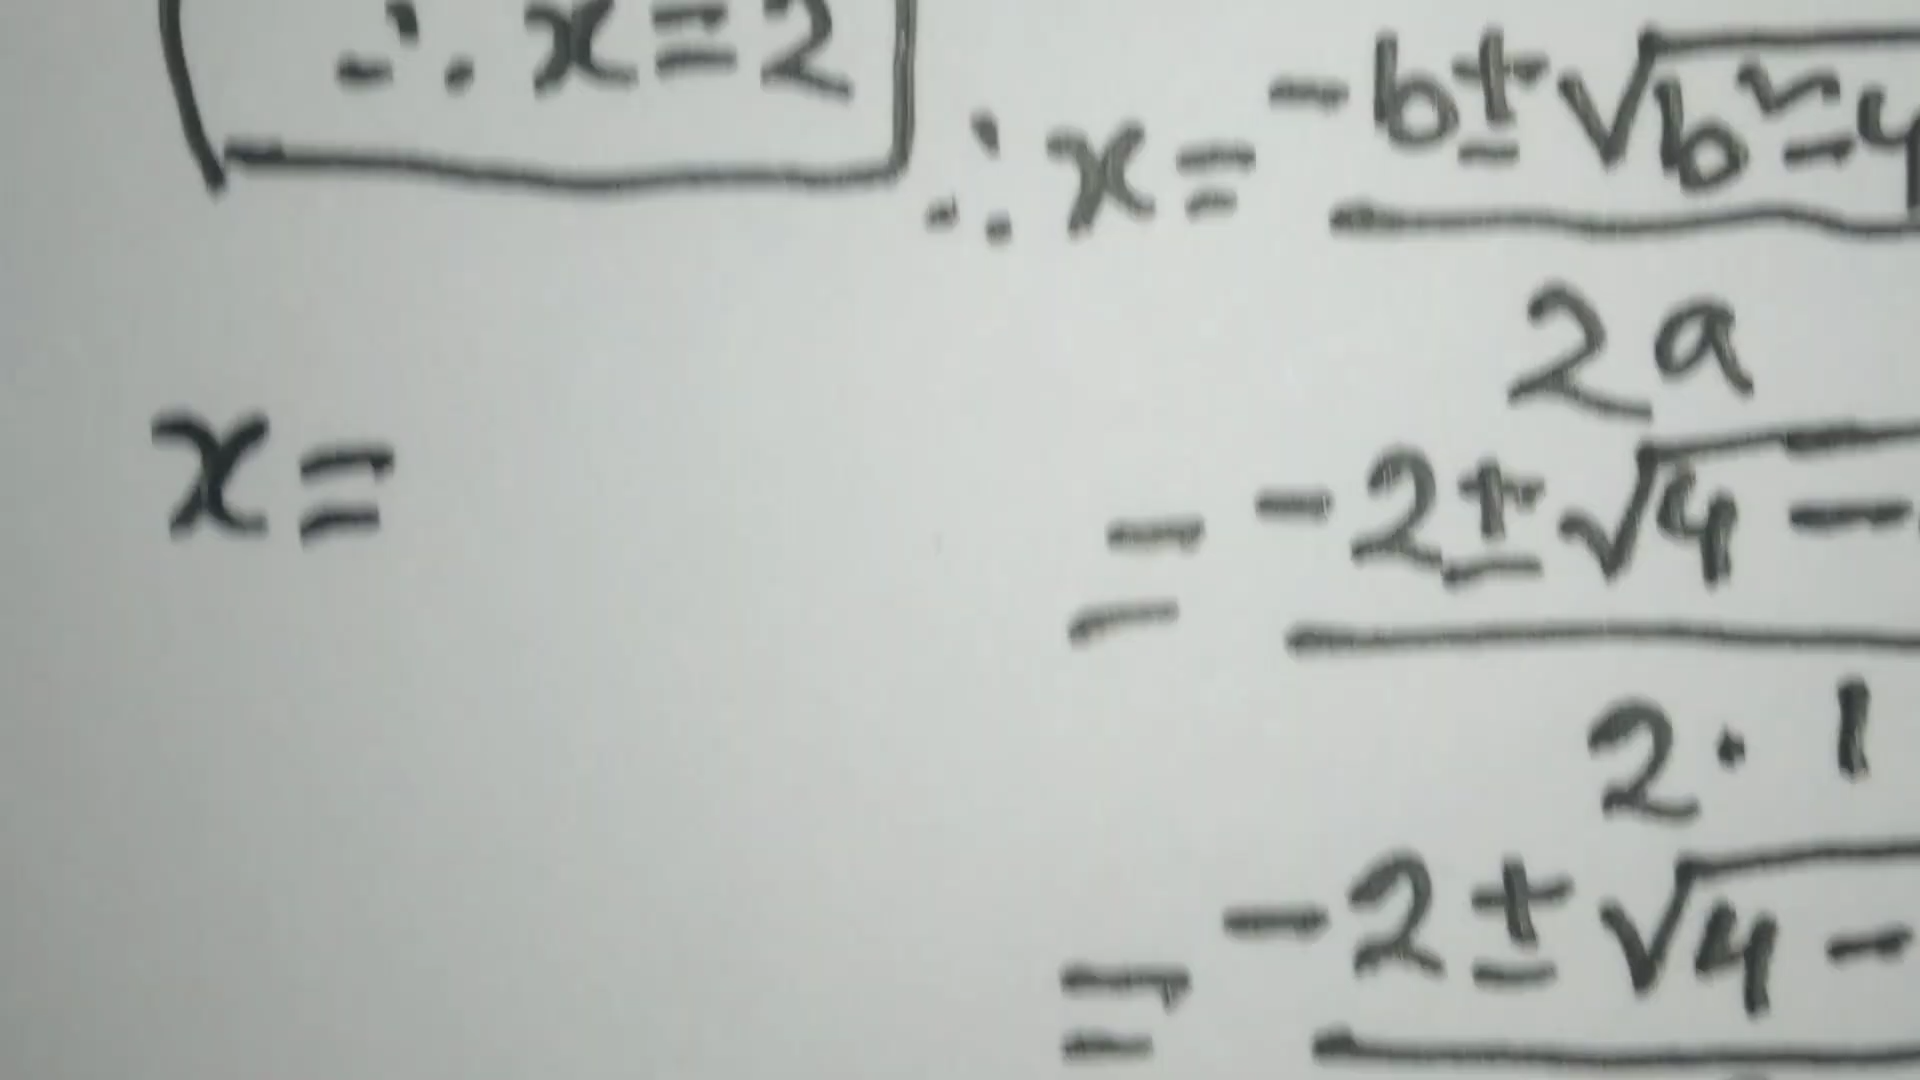 ∴ x = 2
∴ x = -b ± √b² - 4
2a
x =
= -2 ± √4 -
2 · 1
= -2 ± √4 -